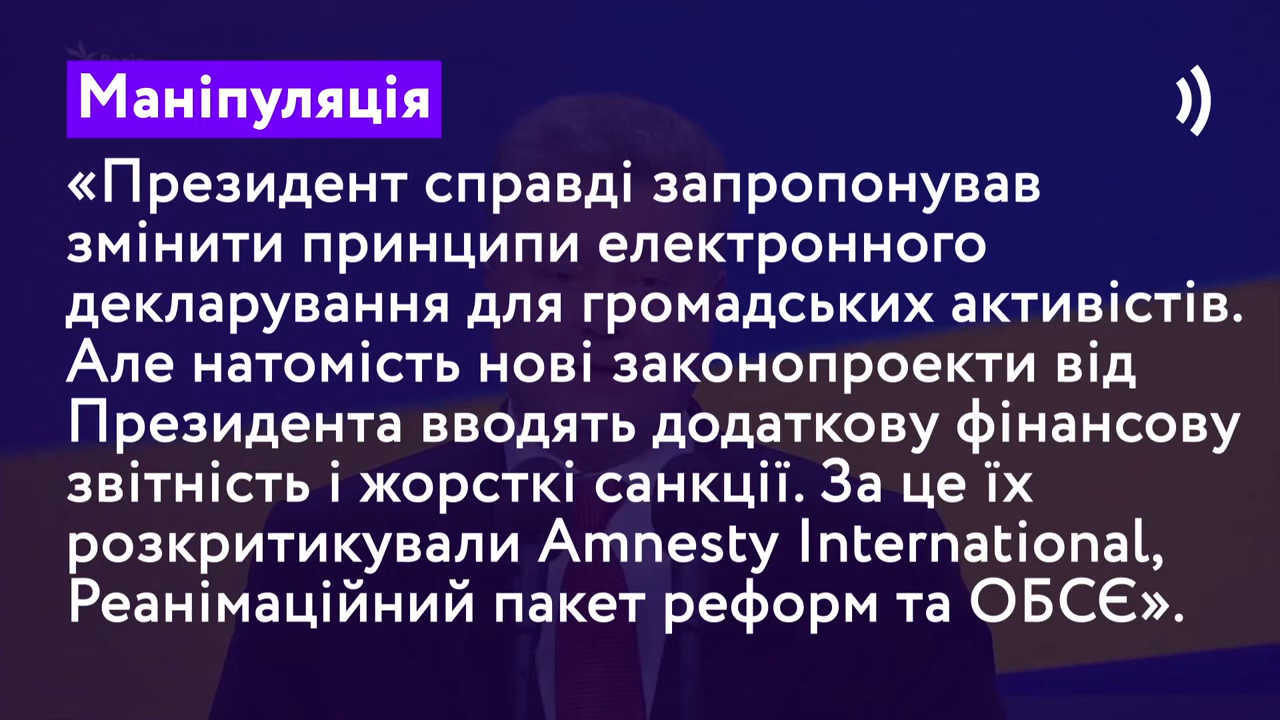 Маніпуляція
«Президент справді запропонував
змінити принципи електронного
декларування для громадських активістів.
Але натомість нові законопроекти від
Президента вводять додаткову фінансову
звітність і жорсткі санкції. За це їх
розкритикували Amnesty International,
Реанімаційний пакет реформ та ОБСЄ».